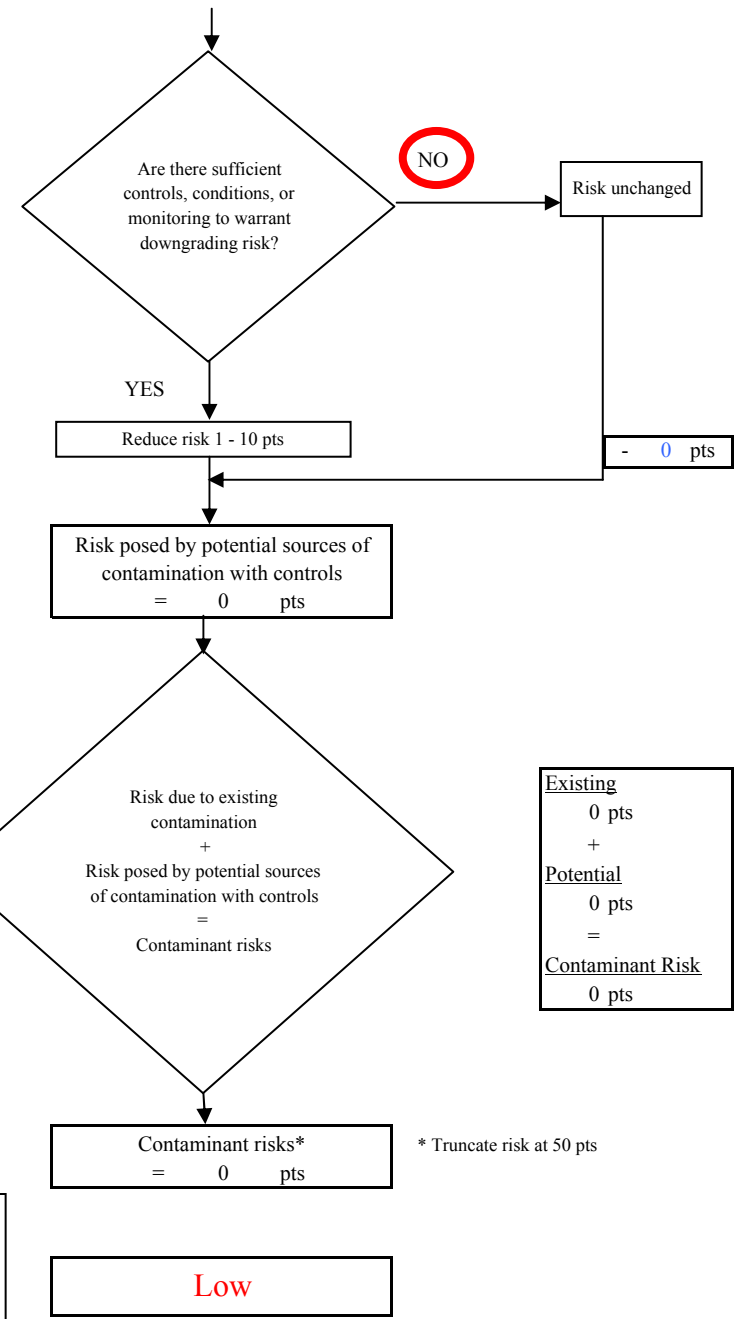 Are there sufficient
controls, conditions, or
monitoring to warrant
downgrading risk?
NO
Risk unchanged
YES
Reduce risk 1 - 10 pts
- 0 pts
Risk posed by potential sources of
contamination with controls
= 0 pts
Risk due to existing
contamination
+
Risk posed by potential sources
of contamination with controls
=
Contaminant risks
Existing
0 pts
+
Potential
0 pts
=
Contaminant Risk
0 pts
Contaminant risks*
= 0 pts
* Truncate risk at 50 pts
Low